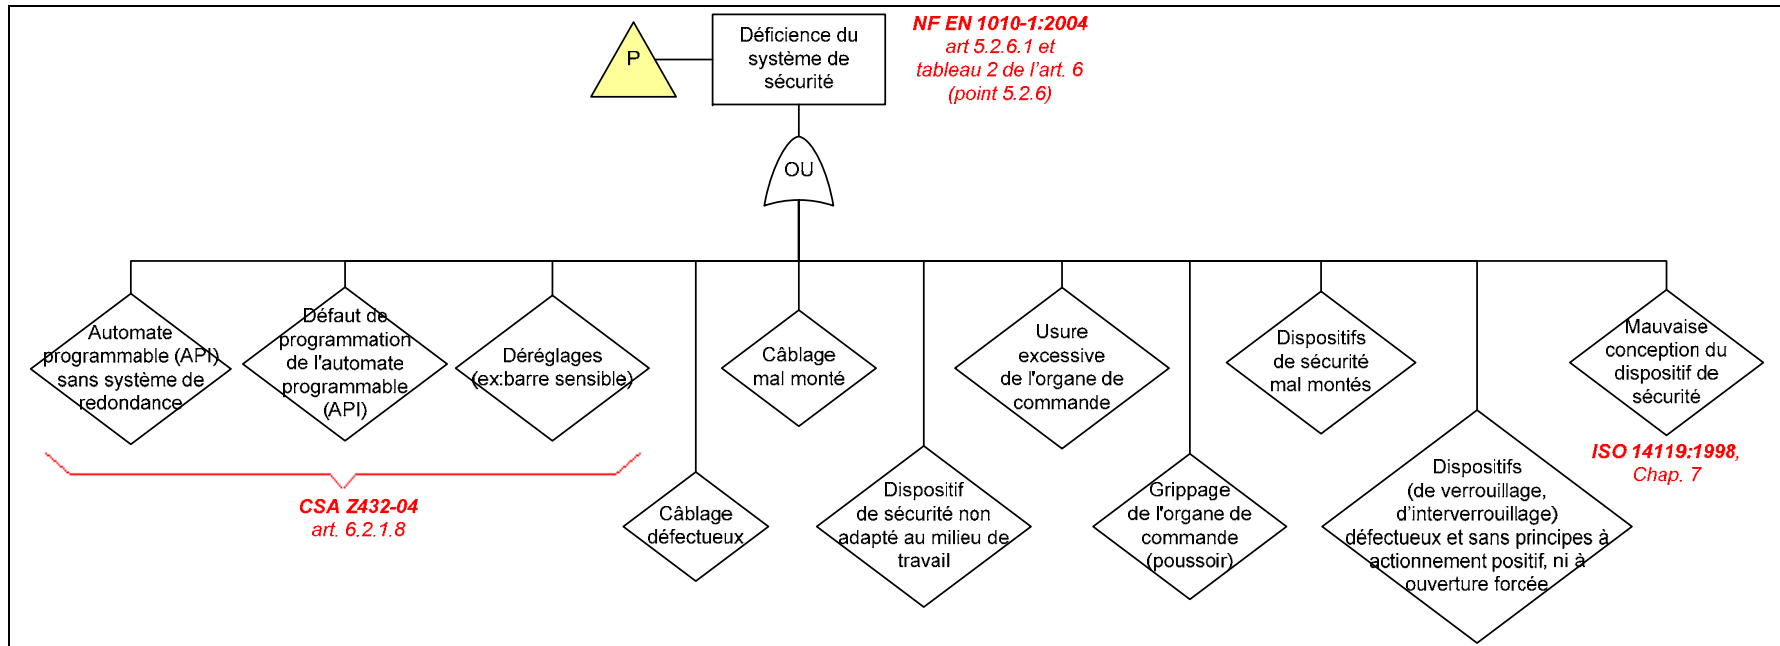 P
Déficience du
système de
sécurité
NF EN 1010-1:2004
art 5.2.6.1 et
tableau 2 de l'art. 6
(point 5.2.6)
OU
Automate
programmable (API)
sans système de
redondance
Défaut de
programmation
de l'automate
programmable
(API)
Déréglages
(ex:barre sensible)
Câblage
mal monté
Usure
excessive
de l'organe de
commande
Dispositifs
de sécurité
mal montés
Mauvaise
conception du
dispositif de
sécurité
CSA Z432-04
art. 6.2.1.8
Câblage
défectueux
Dispositif
de sécurité non
adapté au milieu de
travail
Grippage
de l'organe de
commande
(poussoir)
Dispositifs
(de verrouillage,
d'interverrouillage)
défectueux et sans principes à
actionnement positif, ni à
ouverture forcée
ISO 14119:1998,
Chap. 7